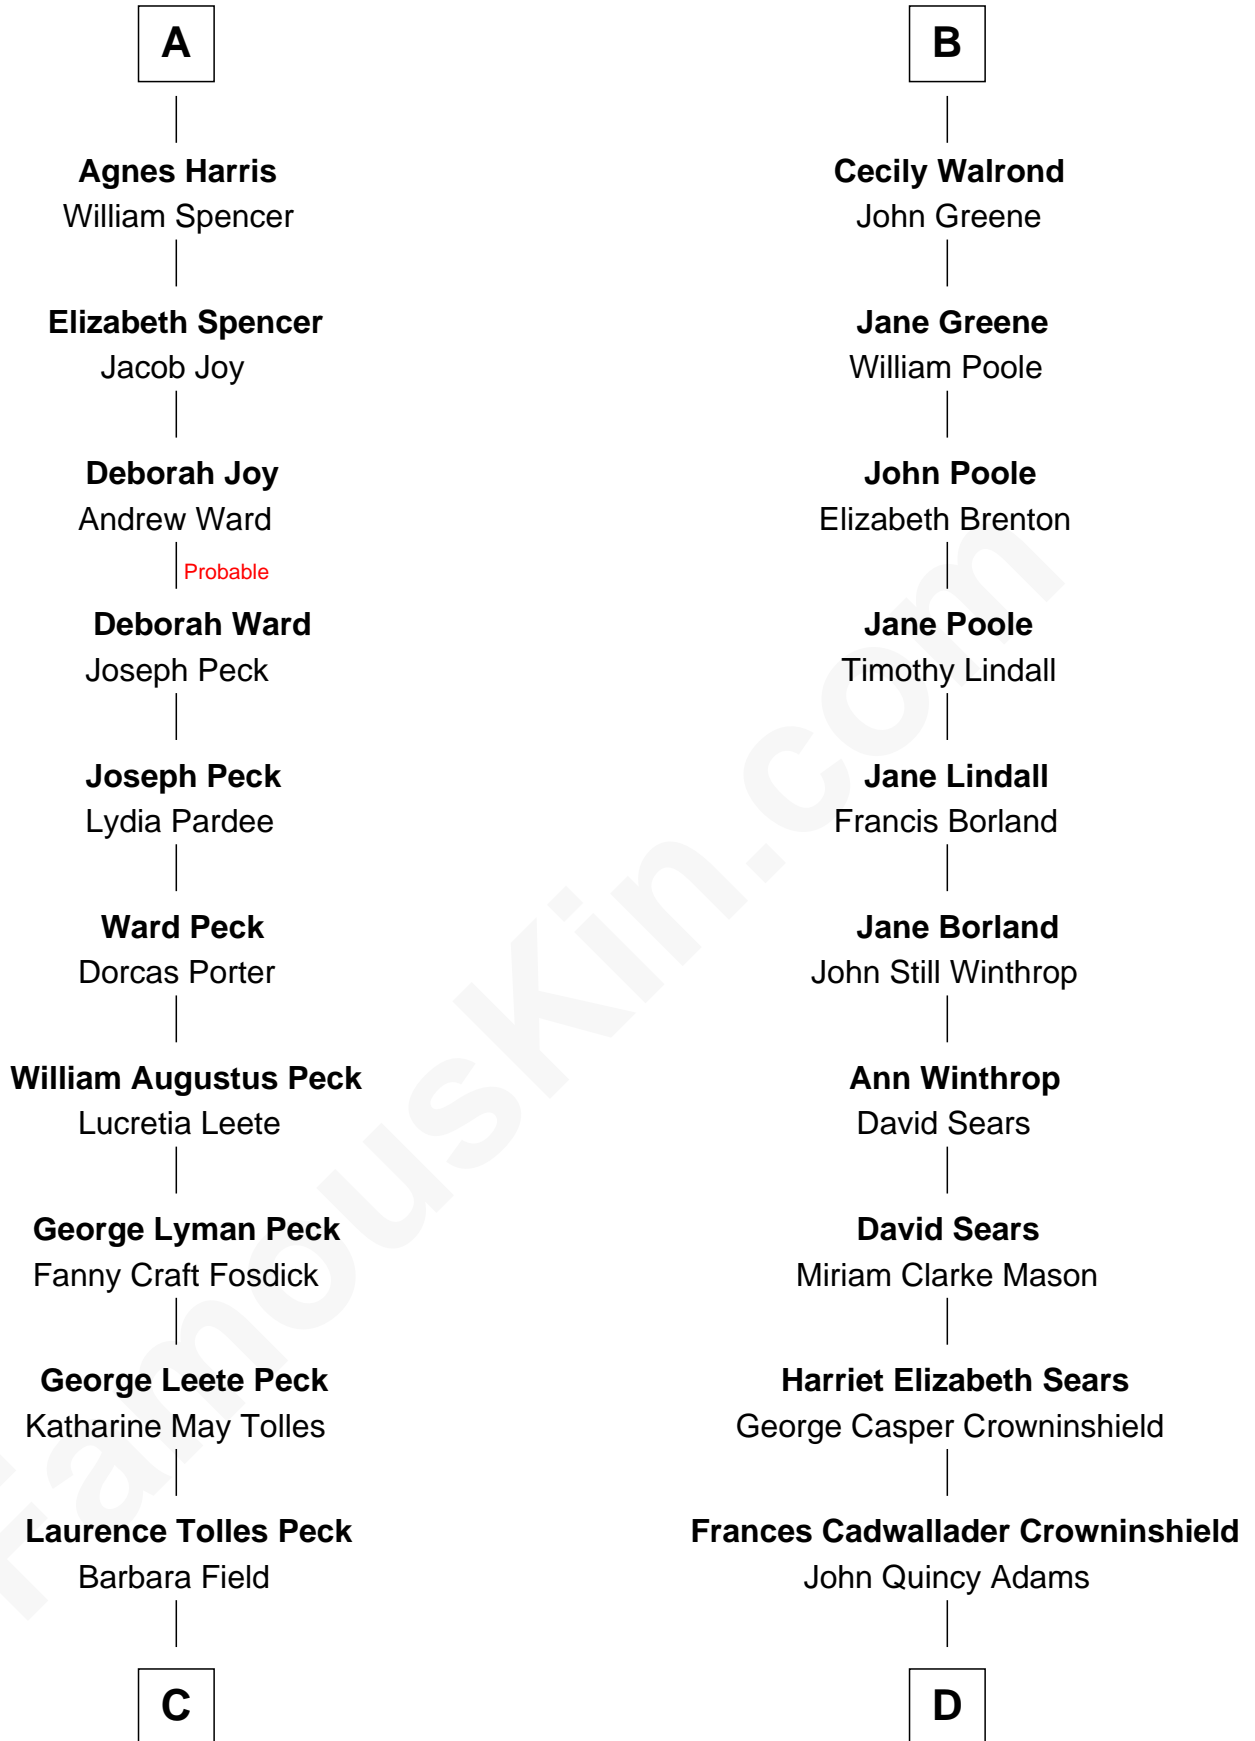 A
Agnes Harris
William Spencer
Elizabeth Spencer
Jacob Joy
Deborah Joy
Andrew Ward
Probable
Deborah Ward
Joseph Peck
Joseph Peck
Lydia Pardee
Ward Peck
Dorcas Porter
William Augustus Peck
Lucretia Leete
George Lyman Peck
Fanny Craft Fosdick
George Leete Peck
Katharine May Tolles
Laurence Tolles Peck
Barbara Field
C
B
Cecily Walrond
John Greene
Jane Greene
William Poole
John Poole
Elizabeth Brenton
Jane Poole
Timothy Lindall
Jane Lindall
Francis Borland
Jane Borland
John Still Winthrop
Ann Winthrop
David Sears
David Sears
Miriam Clarke Mason
Harriet Elizabeth Sears
George Casper Crowninshield
Frances Cadwallader Crowninshield
John Quincy Adams
D
FamousKin.com